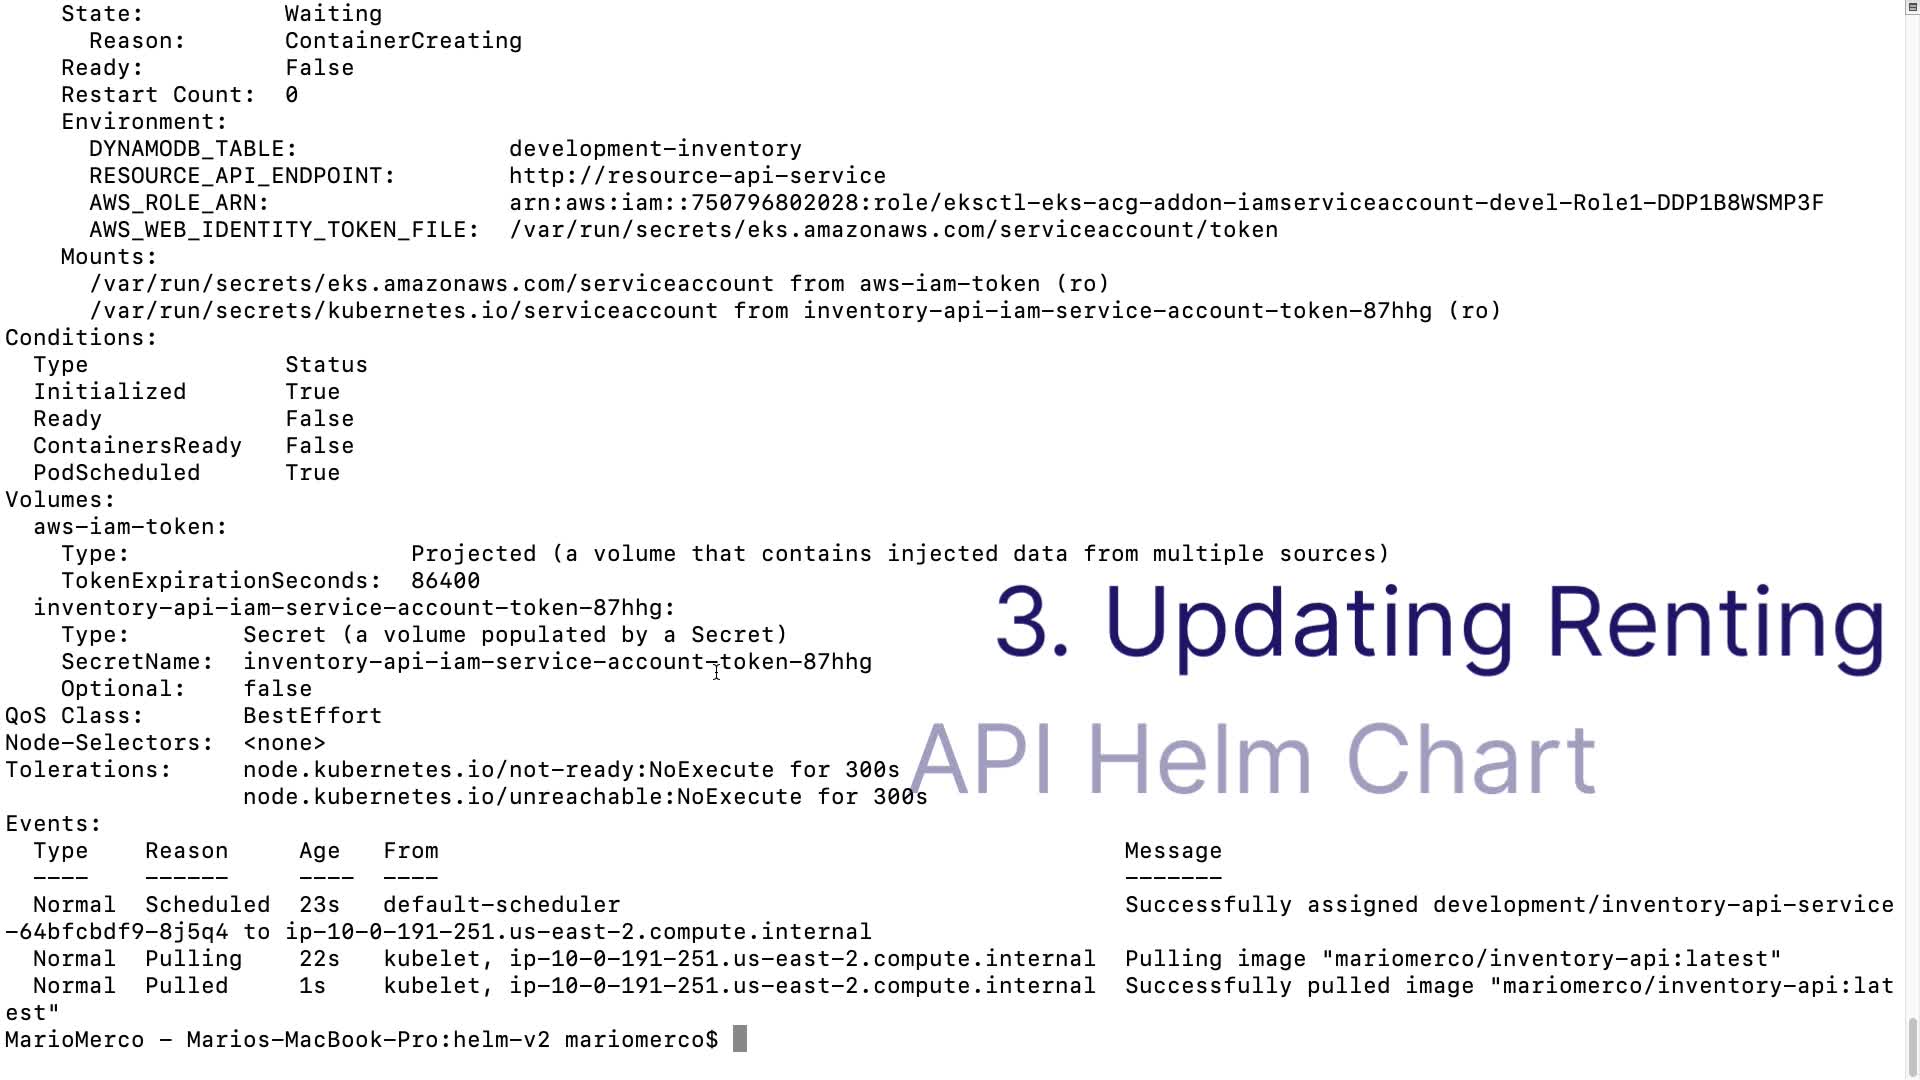 State: Waiting
Reason: ContainerCreating
Ready: False
Restart Count: 0
Environment:
DYNAMODB_TABLE: development-inventory
RESOURCE_API_ENDPOINT: http://resource-api-service
AWS_ROLE_ARN: arn:aws:iam::750796802028:role/eksctl-eks-acg-addon-iamserviceaccount-devel-Role1-DDP1B8WSMP3F
AWS_WEB_IDENTITY_TOKEN_FILE: /var/run/secrets/eks.amazonaws.com/serviceaccount/token
Mounts:
/var/run/secrets/eks.amazonaws.com/serviceaccount from aws-iam-token (ro)
/var/run/secrets/kubernetes.io/serviceaccount from inventory-api-iam-service-account-token-87hhg (ro)
Conditions:
Type Status
Initialized True
Ready False
ContainersReady False
PodScheduled True
Volumes:
aws-iam-token:
Type: Projected (a volume that contains injected data from multiple sources)
TokenExpirationSeconds: 86400
inventory-api-iam-service-account-token-87hhg:
Type: Secret (a volume populated by a Secret)
SecretName: inventory-api-iam-service-account-token-87hhg
Optional: false
QoS Class: BestEffort
Node-Selectors: <none>
Tolerations: node.kubernetes.io/not-ready:NoExecute for 300s
node.kubernetes.io/unreachable:NoExecute for 300s
Events:
Type Reason Age From Message
---- ------ ---- ---- -------
Normal Scheduled 23s default-scheduler Successfully assigned development/inventory-api-service
-64bfcbdf9-8j5q4 to ip-10-0-191-251.us-east-2.compute.internal
Normal Pulling 22s kubelet, ip-10-0-191-251.us-east-2.compute.internal Pulling image "mariomerco/inventory-api:latest"
Normal Pulled 1s kubelet, ip-10-0-191-251.us-east-2.compute.internal Successfully pulled image "mariomerco/inventory-api:lat
est"
MarioMerco - Marios-MacBook-Pro:helm-v2 mariomerco$
3. Updating Renting
API Helm Chart